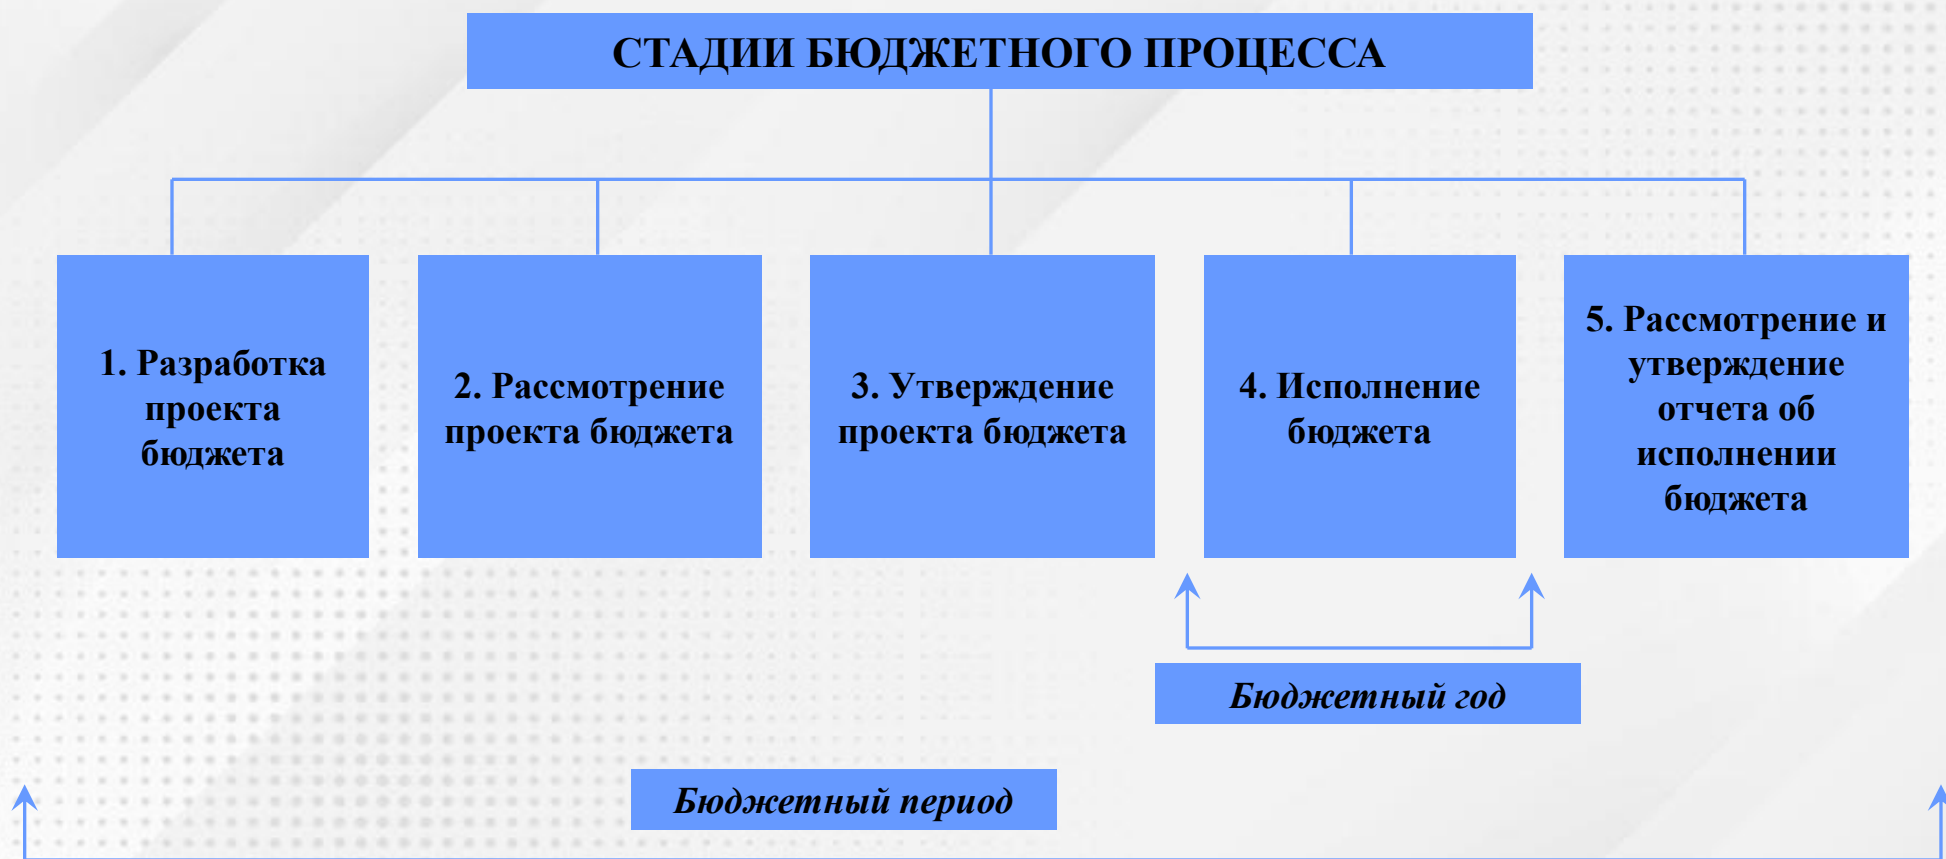 СТАДИИ БЮДЖЕТНОГО ПРОЦЕССА
1. Разработка
проекта
бюджета
2. Рассмотрение
проекта бюджета
3. Утверждение
проекта бюджета
4. Исполнение
бюджета
5. Рассмотрение и
утверждение
отчета об
исполнении
бюджета
Бюджетный год
Бюджетный период